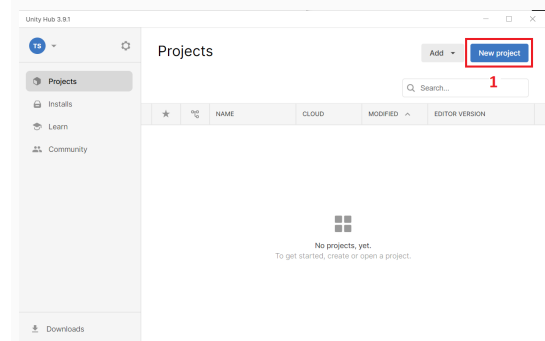 Unity Hub 3.9.1
TS
Projects
Add
New project
1
Search...
Projects
Installs
Learn
Community
NAME
CLOUD
MODIFIED
EDITOR VERSION
No projects, yet.
To get started, create or open a project.
Downloads